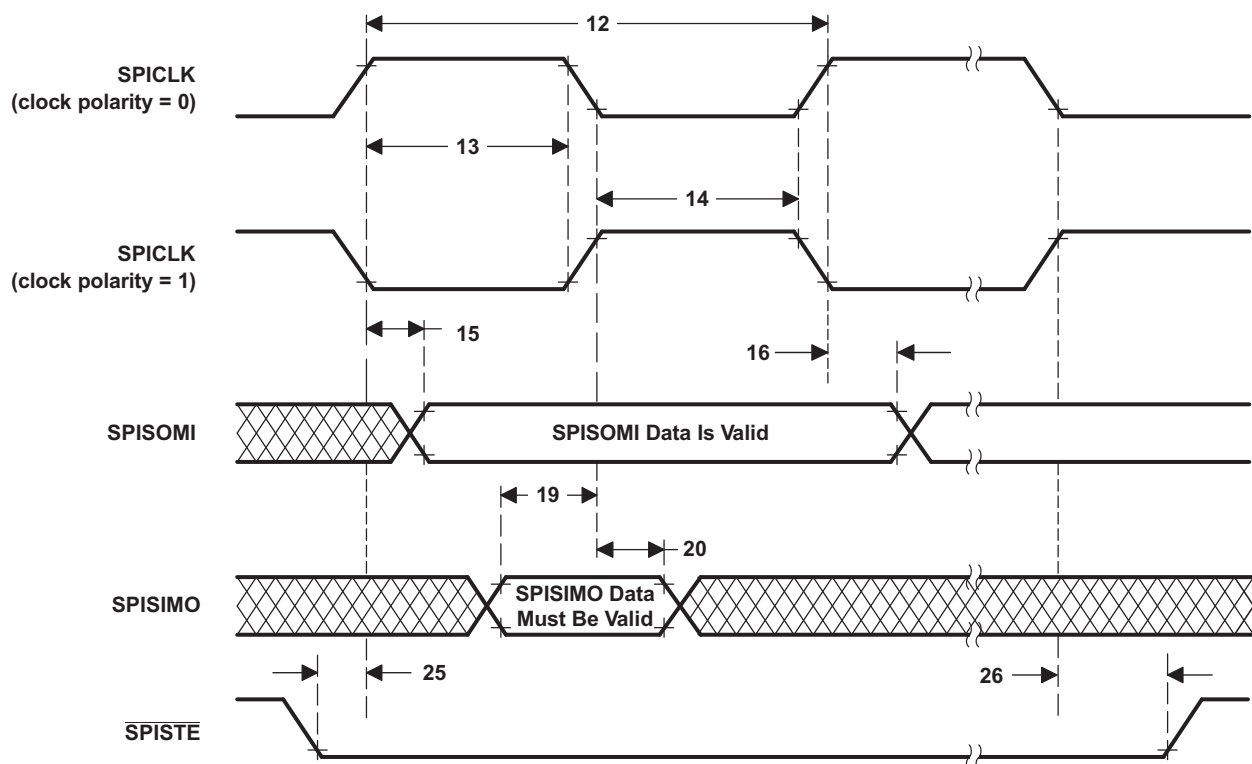 12
SPICLK
(clock polarity = 0)
13
14
SPICLK
(clock polarity = 1)
15
16
SPISOMI
SPISOMI Data Is Valid
19
20
SPISIMO
SPISIMO Data
Must Be Valid
25
26
SPISTE